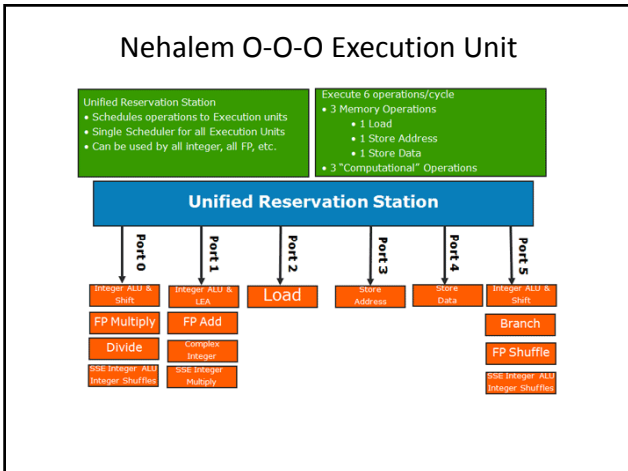 Nehalem O-O-O Execution Unit
Unified Reservation Station
• Schedules operations to Execution units
• Single Scheduler for all Execution Units
• Can be used by all integer, all FP, etc.
Execute 6 operations/cycle
• 3 Memory Operations
• 1 Load
• 1 Store Address
• 1 Store Data
• 3 "Computational" Operations
Unified Reservation Station
Port 0
Port 1
Port 2
Port 3
Port 4
Port 5
Integer ALU &
Shift
FP Multiply
Divide
SSE Integer ALU
Integer Shuffles
Integer ALU &
LEA
FP Add
Complex
Integer
SSE Integer
Multiply
Load
Store
Address
Store
Data
Integer ALU &
Shift
Branch
FP Shuffle
SSE Integer ALU
Integer Shuffles